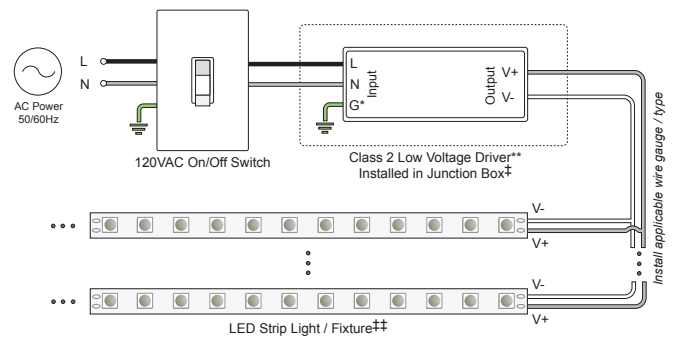 L
N
AC Power
50/60Hz
120VAC On/Off Switch
L
N
G*
Input
Output
V+
V-
Class 2 Low Voltage Driver**
Installed in Junction Box‡
Install applicable wire gauge / type
V-
V+
V-
V+
LED Strip Light / Fixture‡‡